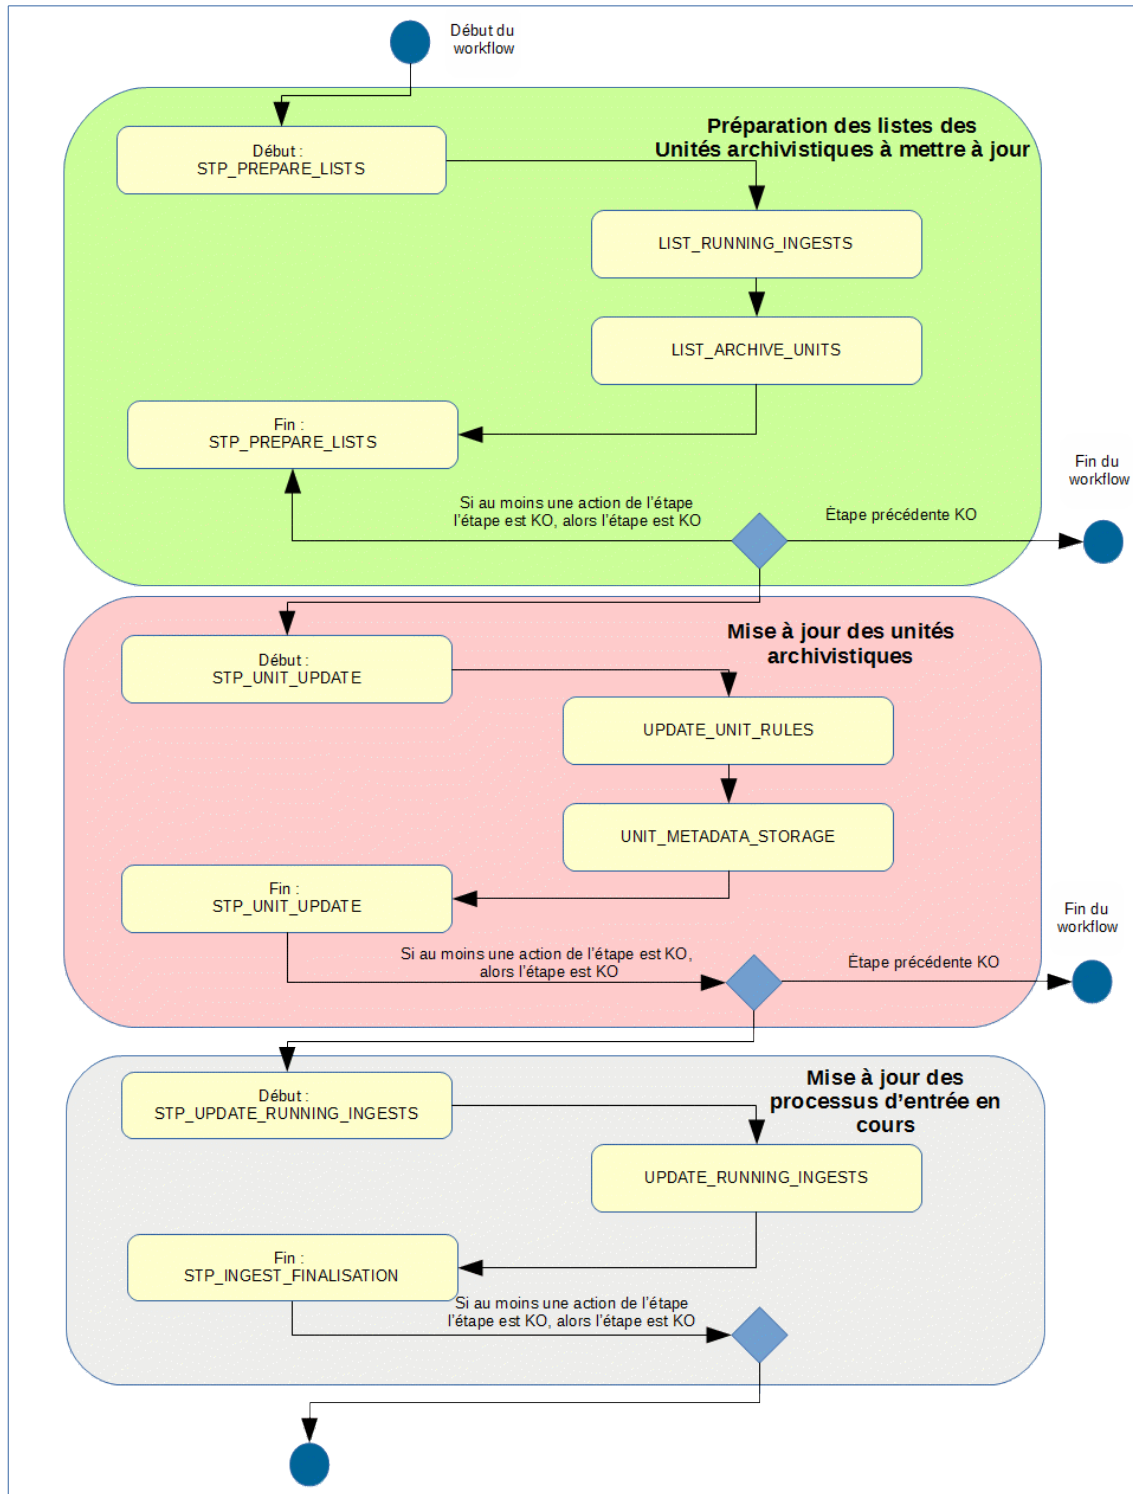 Début du
workflow
Préparation des listes des
Unités archivistiques à mettre à jour
Début :
STP_PREPARE_LISTS
LIST_RUNNING_INGESTS
LIST_ARCHIVE_UNITS
Fin :
STP_PREPARE_LISTS
Fin du
workflow
Si au moins une action de l'étape
l'étape est KO, alors l'étape est KO
Étape précédente KO
Mise à jour des unités
archivistiques
Début :
STP_UNIT_UPDATE
UPDATE_UNIT_RULES
UNIT_METADATA_STORAGE
Fin :
STP_UNIT_UPDATE
Fin du
workflow
Si au moins une action de l'étape est KO,
alors l'étape est KO
Étape précédente KO
Mise à jour des
processus d'entrée en
cours
Début :
STP_UPDATE_RUNNING_INGESTS
UPDATE_RUNNING_INGESTS
Fin :
STP_INGEST_FINALISATION
Si au moins une action de l'étape
l'étape est KO, alors l'étape est KO